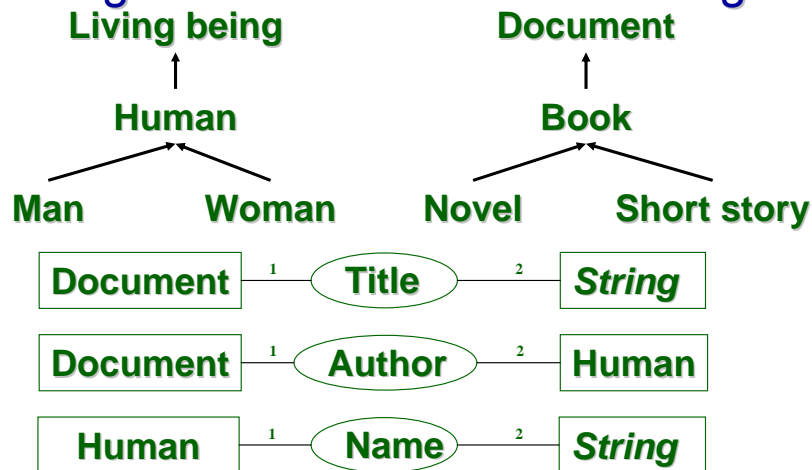 Living being Document
Human Book
Man Woman Novel Short story
Document 1 Title 2 String
Document 1 Author 2 Human
Human 1 Name 2 String